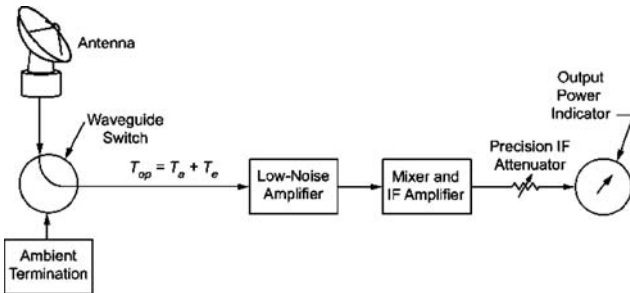 Antenna
Output
Power
Indicator
Waveguide
Switch
Precision IF
Attenuator
T_op = T_a + T_e
Low-Noise
Amplifier
Mixer and
IF Amplifier
Ambient
Termination